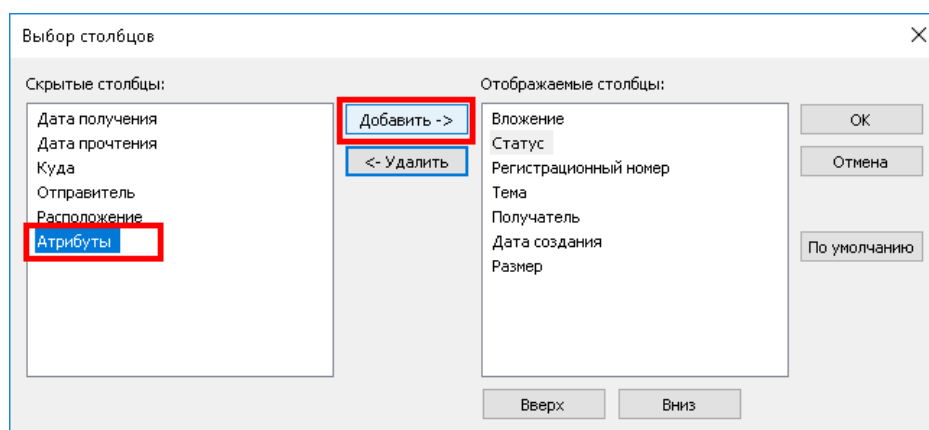 Выбор столбцов
Скрытые столбцы:
Дата получения
Дата прочтения
Куда
Отправитель
Расположение
Атрибуты
Добавить ->
<- Удалить
Отображаемые столбцы:
Вложение
Статус
Регистрационный номер
Тема
Получатель
Дата создания
Размер
OK
Отмена
По умолчанию
Вверх
Вниз